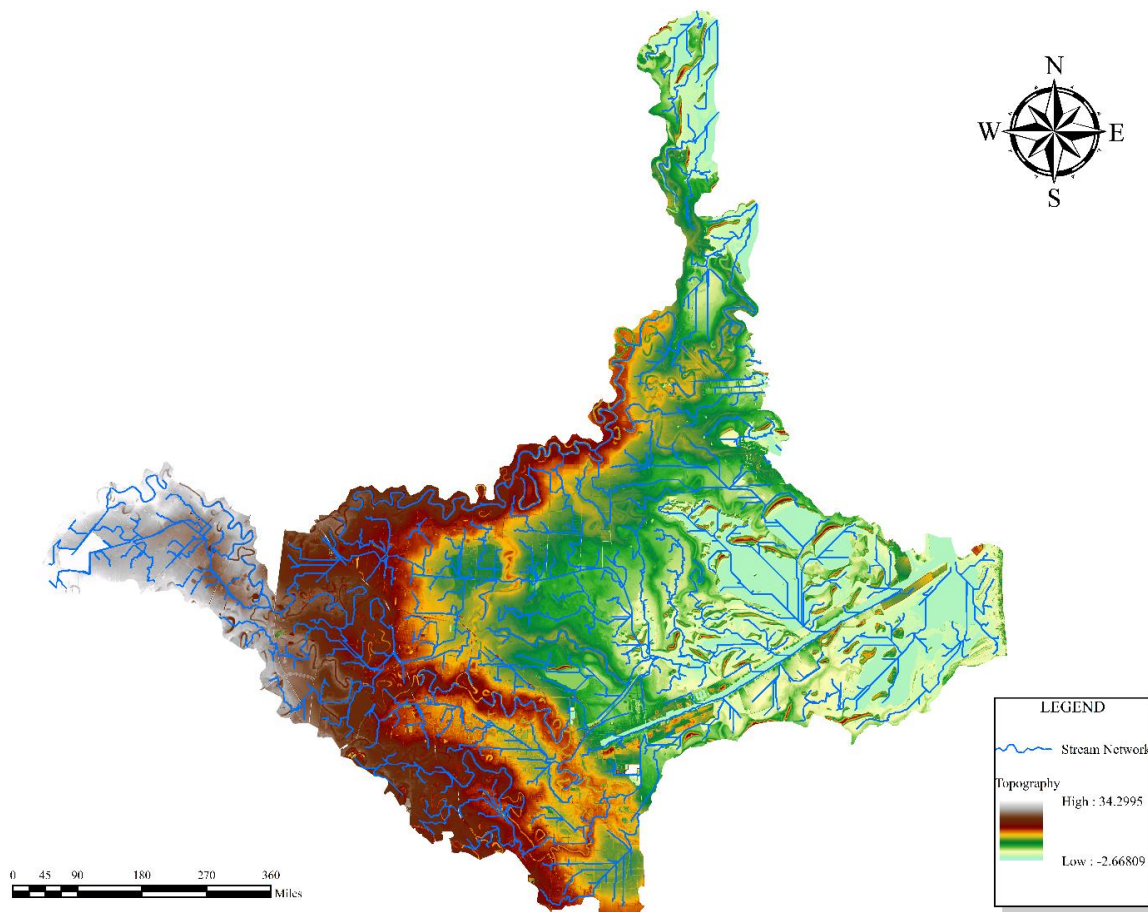 N
W E
S
LEGEND
Stream Network
Topography
High : 34.2995
Low : -2.66809
0 45 90 180 270 360
Miles